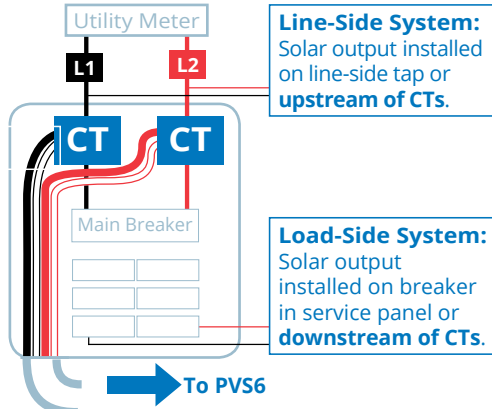 Utility Meter
L1
L2
Line-Side System:
Solar output installed
on line-side tap or
upstream of CTs.
CT
CT
Main Breaker
Load-Side System:
Solar output
installed on breaker
in service panel or
downstream of CTs.
To PVS6